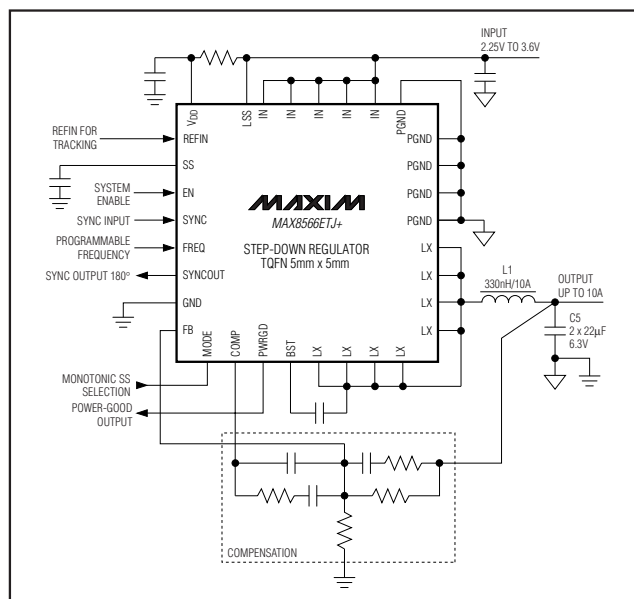 INPUT
2.25V TO 3.6V
VDD
LSS
IN
IN
IN
IN
IN
PGND
REFIN FOR
TRACKING
REFIN
PGND
SS
PGND
SYSTEM
ENABLE
EN
PGND
MAXIM
MAX8566ETJ+
SYNC INPUT
SYNC
PGND
PROGRAMMABLE
FREQUENCY
FREQ
STEP-DOWN REGULATOR
TQFN 5mm x 5mm
LX
SYNC OUTPUT 180°
SYNCOUT
LX
L1
330nH/10A
OUTPUT
UP TO 10A
GND
LX
FB
LX
C5
2 x 22µF
6.3V
MODE
COMP
PWRGD
BST
LX
LX
LX
LX
MONOTONIC SS
SELECTION
POWER-GOOD
OUTPUT
COMPENSATION